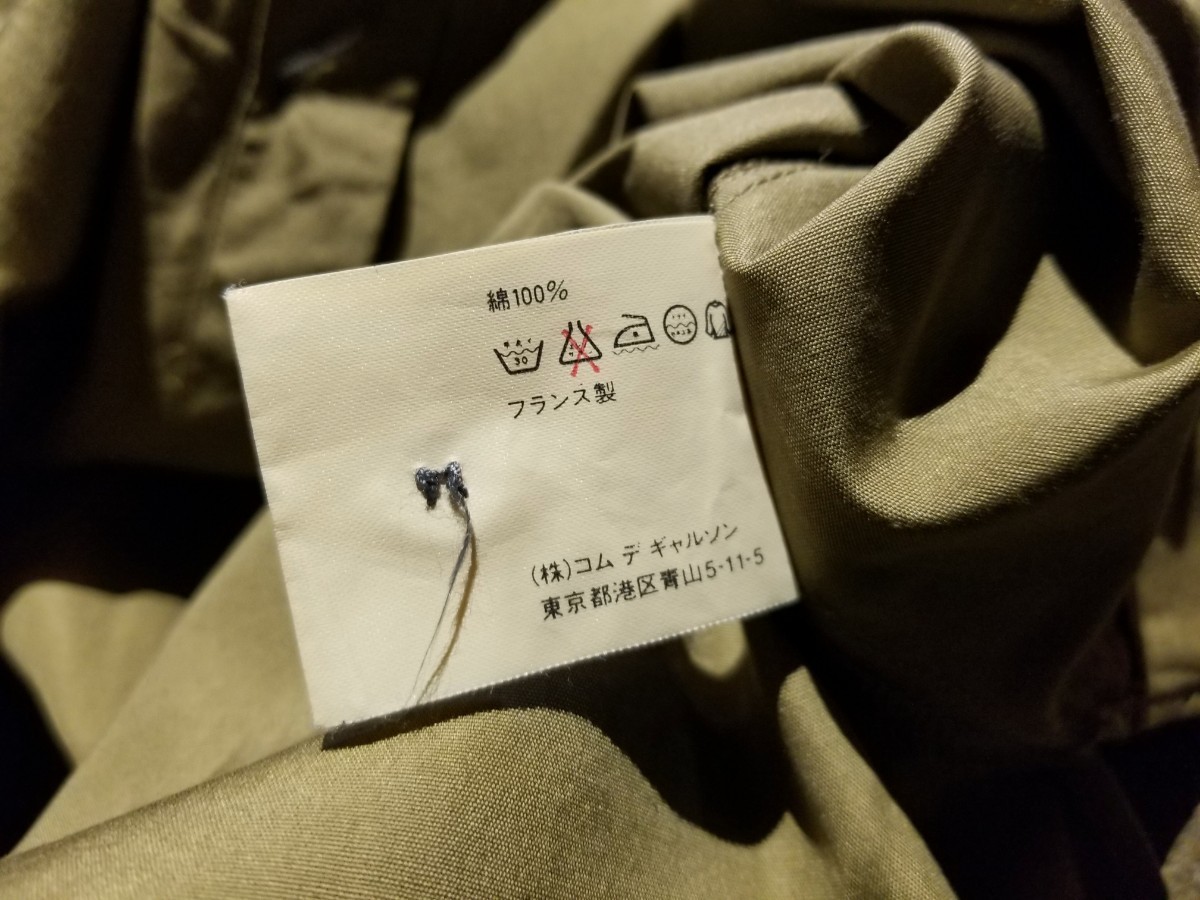 綿100%
30
フランス製
(株)コム デ ギャルソン
東京都港区青山5-11-5